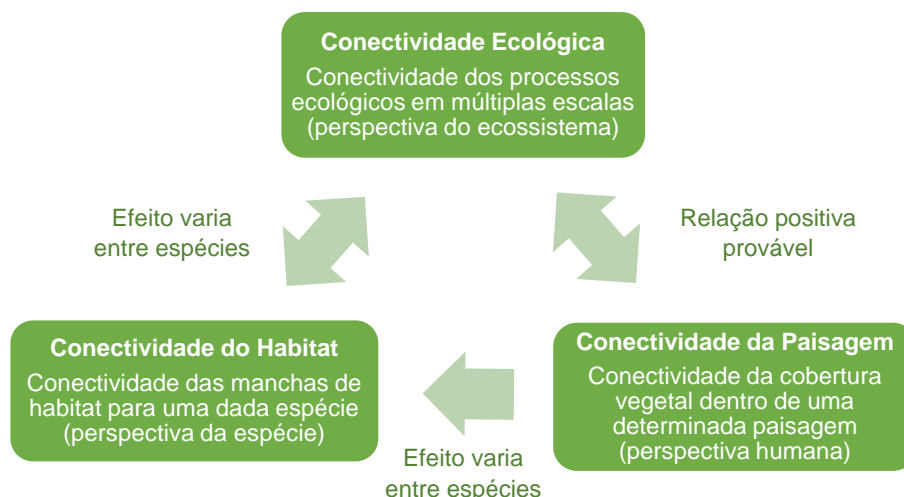 Conectividade Ecológica
Conectividade dos processos
ecológicos em múltiplas escalas
(perspectiva do ecossistema)
Efeito varia
entre espécies
Relação positiva
provável
Conectividade do Habitat
Conectividade das manchas de
habitat para uma dada espécie
(perspectiva da espécie)
Conectividade da Paisagem
Conectividade da cobertura
vegetal dentro de uma
determinada paisagem
(perspectiva humana)
Efeito varia
entre espécies